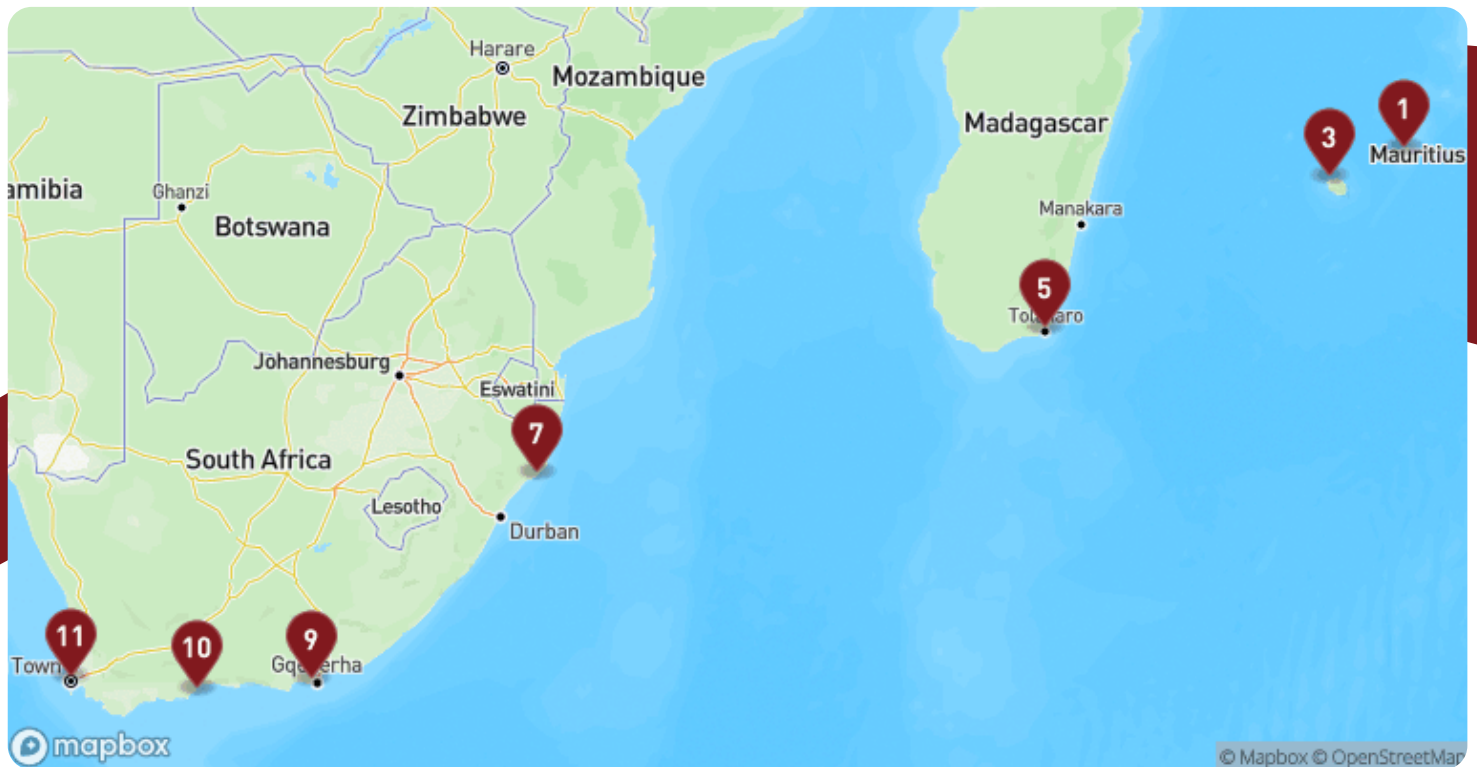 Harare
Mozambique
Zimbabwe
Madagascar
1
3
Mauritius
amibia
Ghanzi
Botswana
Manakara
5
Johannesburg
Eswatini
7
South Africa
Lesotho
Durban
11
10
9
Town
mapbox
© Mapbox © OpenStreetMap